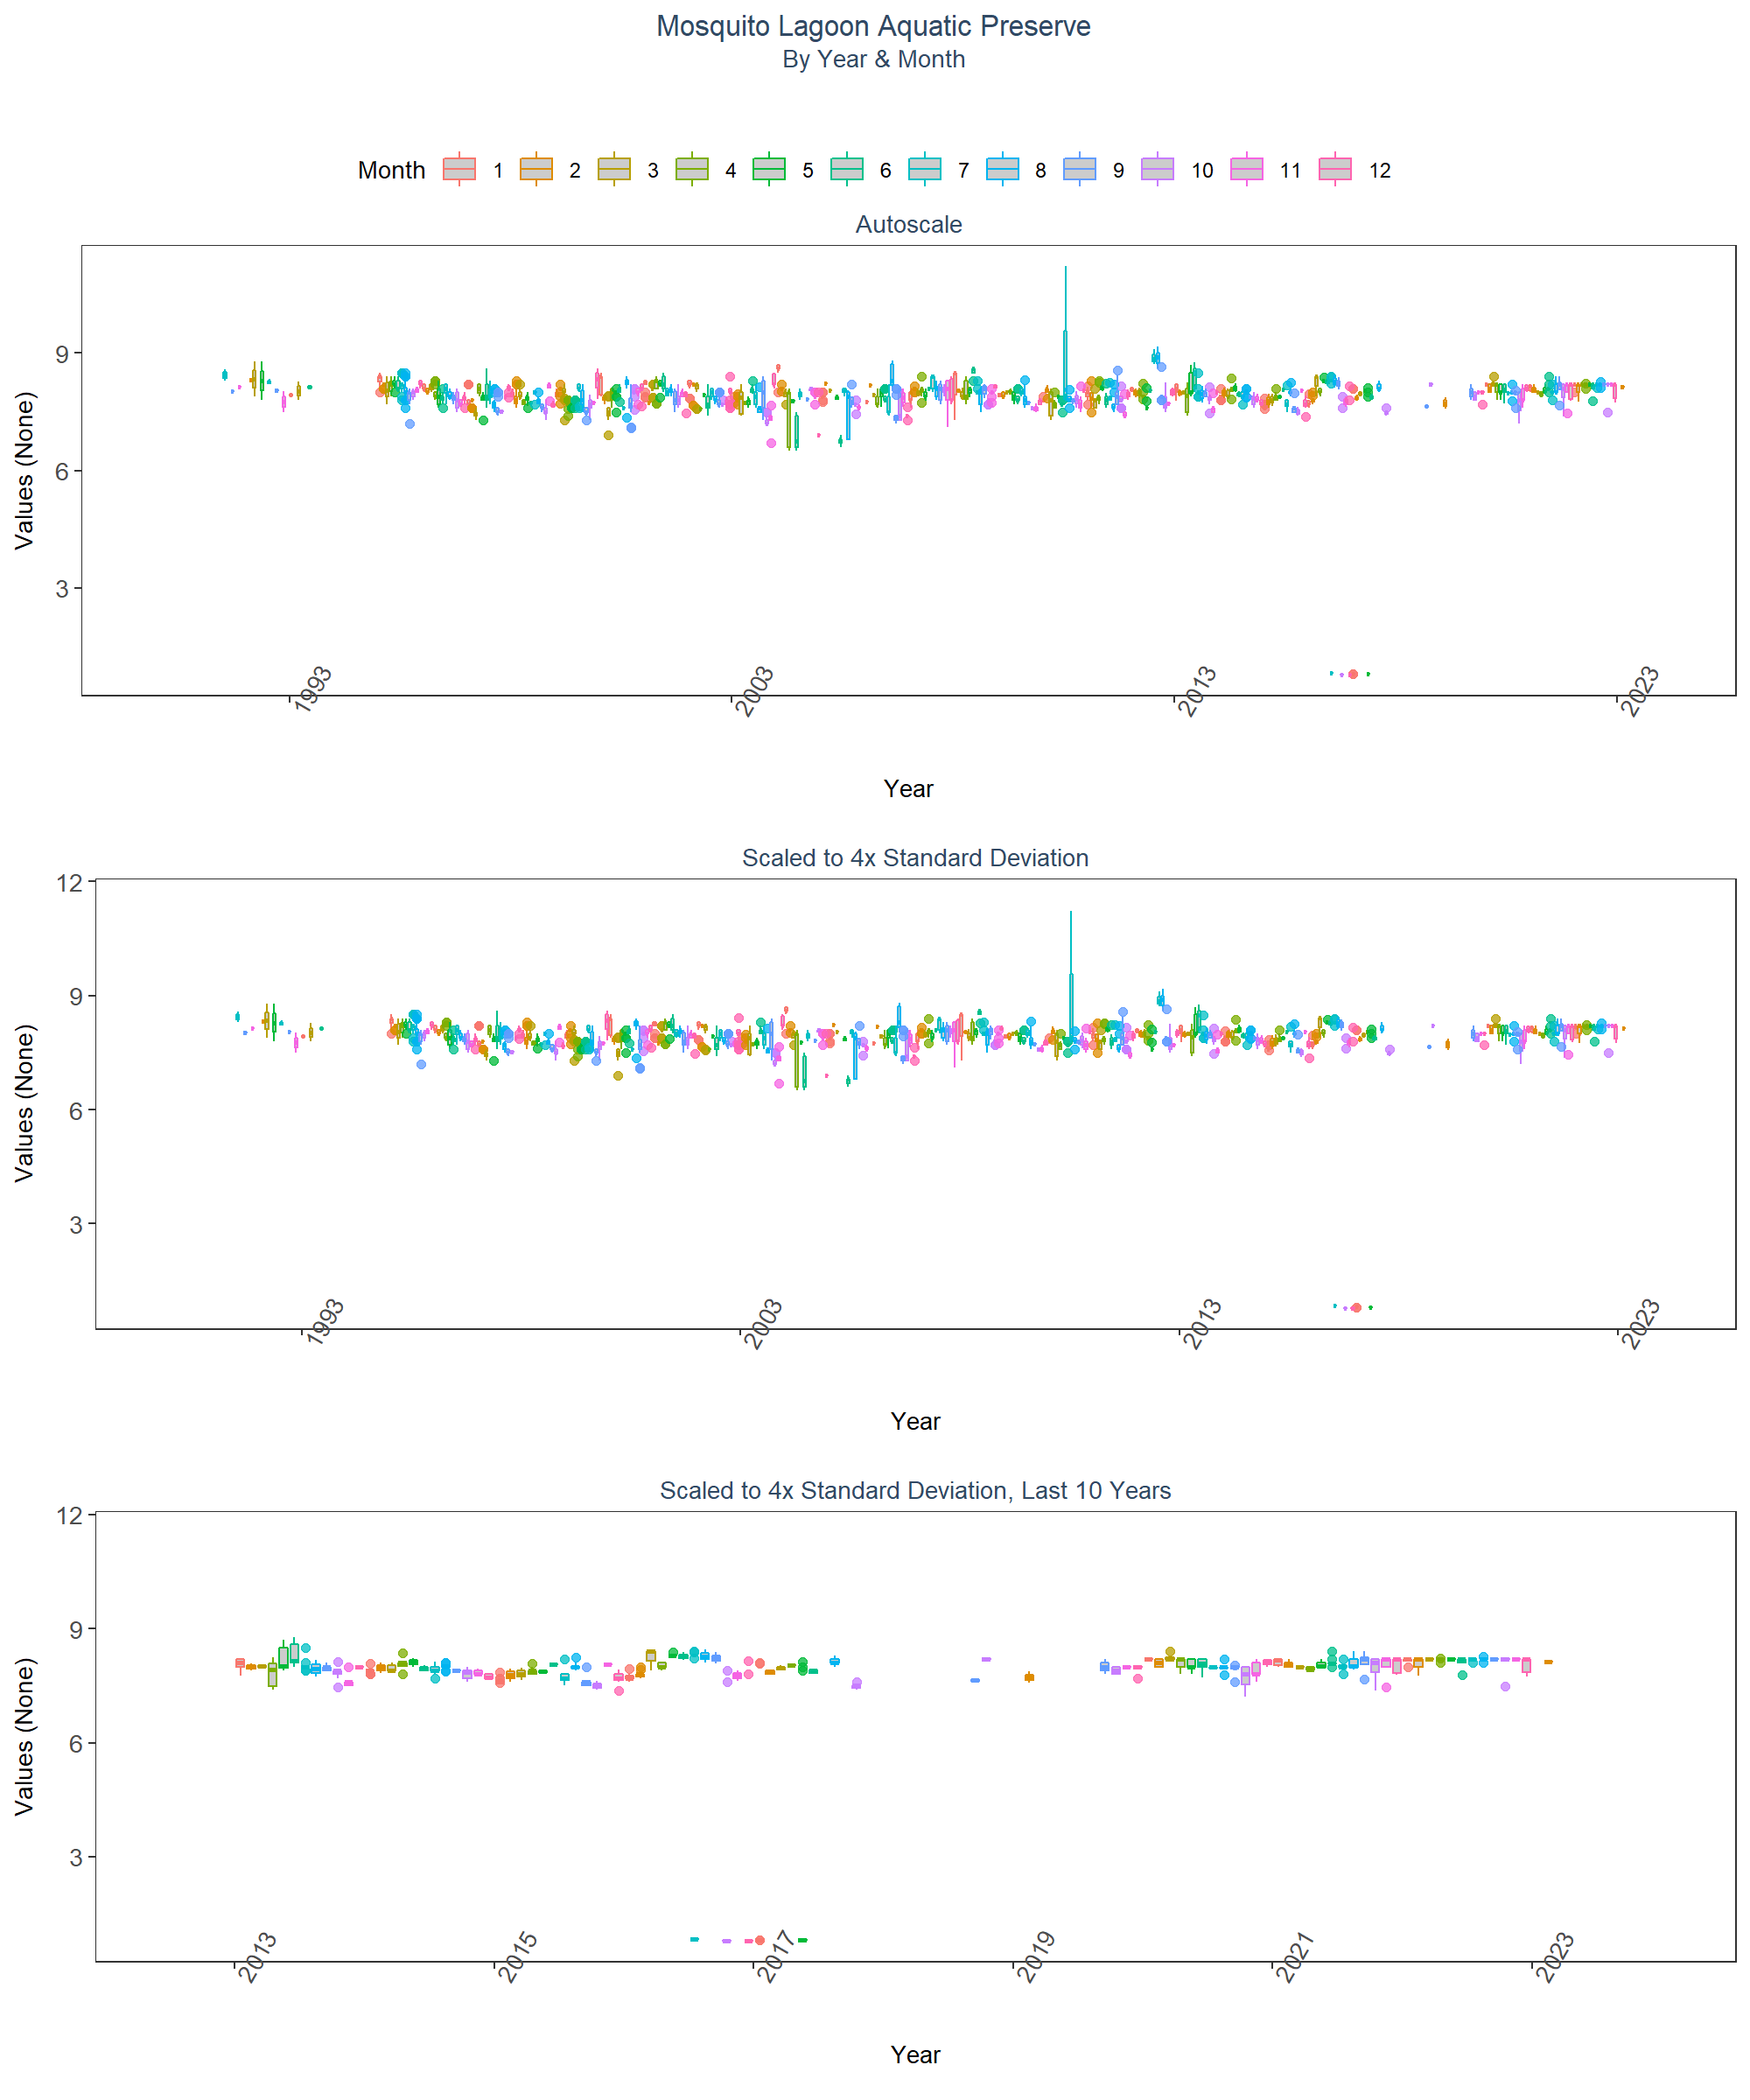 Mosquito Lagoon Aquatic Preserve
By Year & Month
Month 1 2 3 4 5 6 7 8 9 10 11 12
Autoscale
Values (None)
9
6
3
1993 2003 2013 2023
Year
Scaled to 4x Standard Deviation
Values (None)
12
9
6
3
1993 2003 2013 2023
Year
Scaled to 4x Standard Deviation, Last 10 Years
Values (None)
12
9
6
3
2013 2015 2017 2019 2021 2023
Year